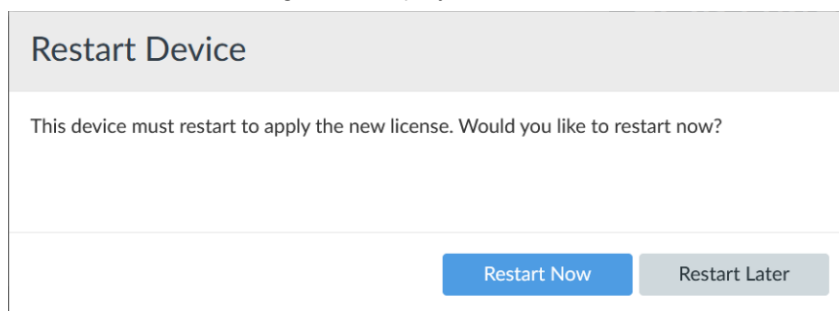 Restart Device
This device must restart to apply the new license. Would you like to restart now?
Restart Now
Restart Later